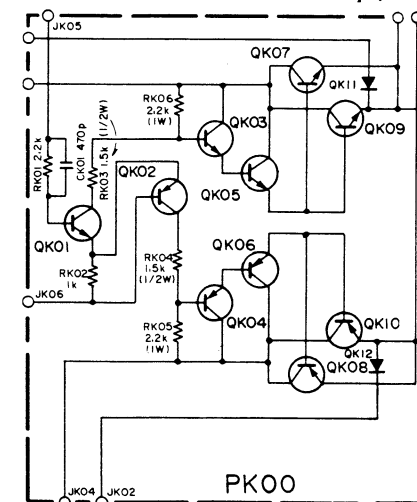 JK05
QK07
QK11
RK06
2.2k
(1W)
QK03
QK09
(1/2W)
RK01 2.2k
CK01 470p
RK03 1.5k
QK02
QK05
QK01
RK02
1k
RK04
1.5k
(1/2W)
QK06
JK06
RK05
2.2k
(1W)
QK04
QK10
QK12
QK08
JK04
JK02
PK00